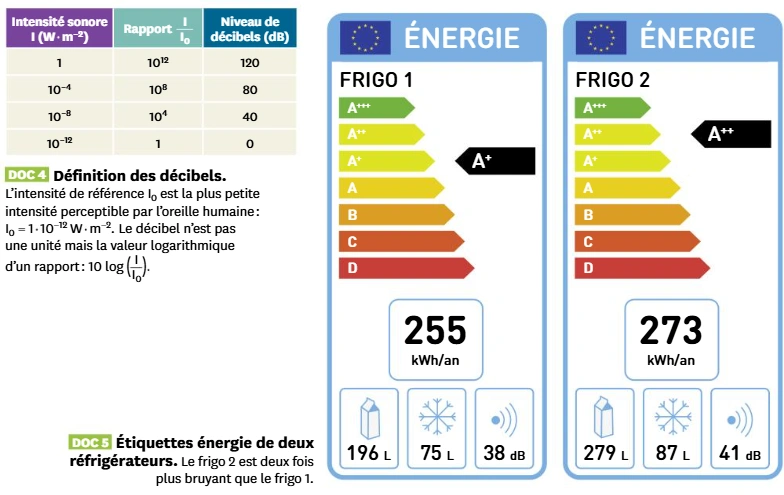 Intensité sonore I (W · m⁻²) | Rapport I/I₀ | Niveau de décibels (dB)
1 | 10¹² | 120
10⁻⁴ | 10⁸ | 80
10⁻⁸ | 10⁴ | 40
10⁻¹² | 1 | 0
DOC 4 Définition des décibels.
L'intensité de référence I₀ est la plus petite
intensité perceptible par l'oreille humaine :
I₀ = 1·10⁻¹² W · m⁻². Le décibel n'est pas
une unité mais la valeur logarithmique
d'un rapport : 10 log (I/I₀).
ÉNERGIE
FRIGO 1
A⁺⁺⁺
A⁺⁺
A⁺
A⁺
A
B
C
D
255
kWh/an
196 L
75 L
38 dB
ÉNERGIE
FRIGO 2
A⁺⁺⁺
A⁺⁺
A⁺⁺
A⁺
A
B
C
D
273
kWh/an
279 L
87 L
41 dB
DOC 5 Étiquettes énergie de deux
réfrigérateurs. Le frigo 2 est deux fois
plus bruyant que le frigo 1.